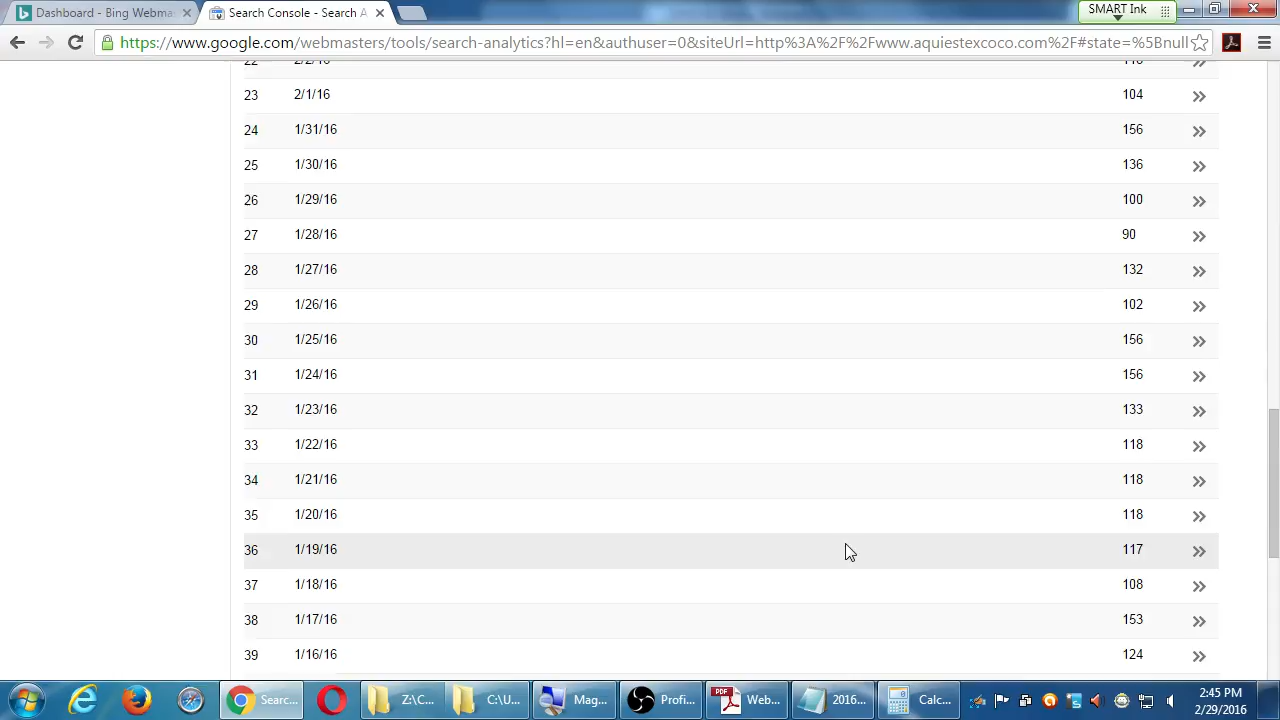 Dashboard - Bing Webma
Search Console - Search A
SMART Ink
https://www.google.com/webmasters/tools/search-analytics?hl=en&authuser=0&siteUrl=http%3A%2F%2Fwww.aquiestoyxcoco.com%2F#state=%5Bnull
22 2/2/16
23 2/1/16 104
24 1/31/16 156
25 1/30/16 136
26 1/29/16 100
27 1/28/16 90
28 1/27/16 132
29 1/26/16 102
30 1/25/16 156
31 1/24/16 156
32 1/23/16 133
33 1/22/16 118
34 1/21/16 118
35 1/20/16 118
36 1/19/16 117
37 1/18/16 108
38 1/17/16 153
39 1/16/16 124
Searc... Z:\C... C:\U... Mag... Profi... PDF Web... 2016... Calc...
2:45 PM
2/29/2016